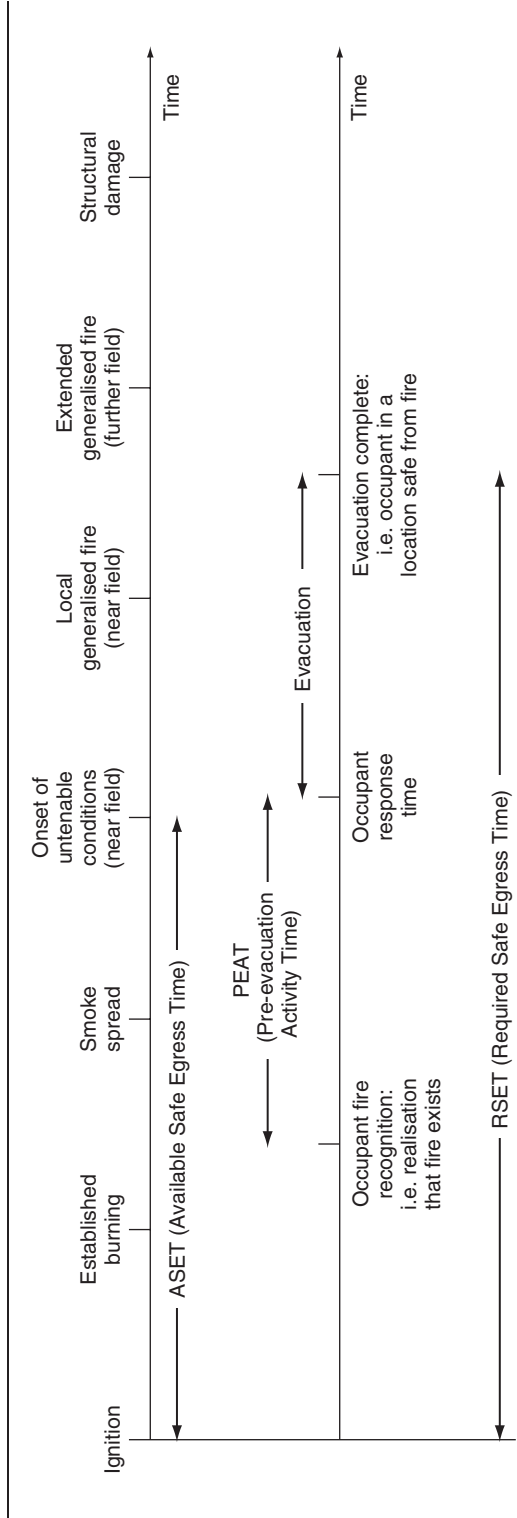 Ignition
Established
burning
Smoke
spread
Onset of
untenable
conditions
(near field)
Local
generalised fire
(near field)
Extended
generalised fire
(further field)
Structural
damage
Time
ASET (Available Safe Egress Time)
PEAT
(Pre-evacuation
Activity Time)
Evacuation
Occupant fire
recognition:
i.e. realisation
that fire exists
Occupant
response
time
Evacuation complete:
i.e. occupant in a
location safe from fire
Time
RSET (Required Safe Egress Time)